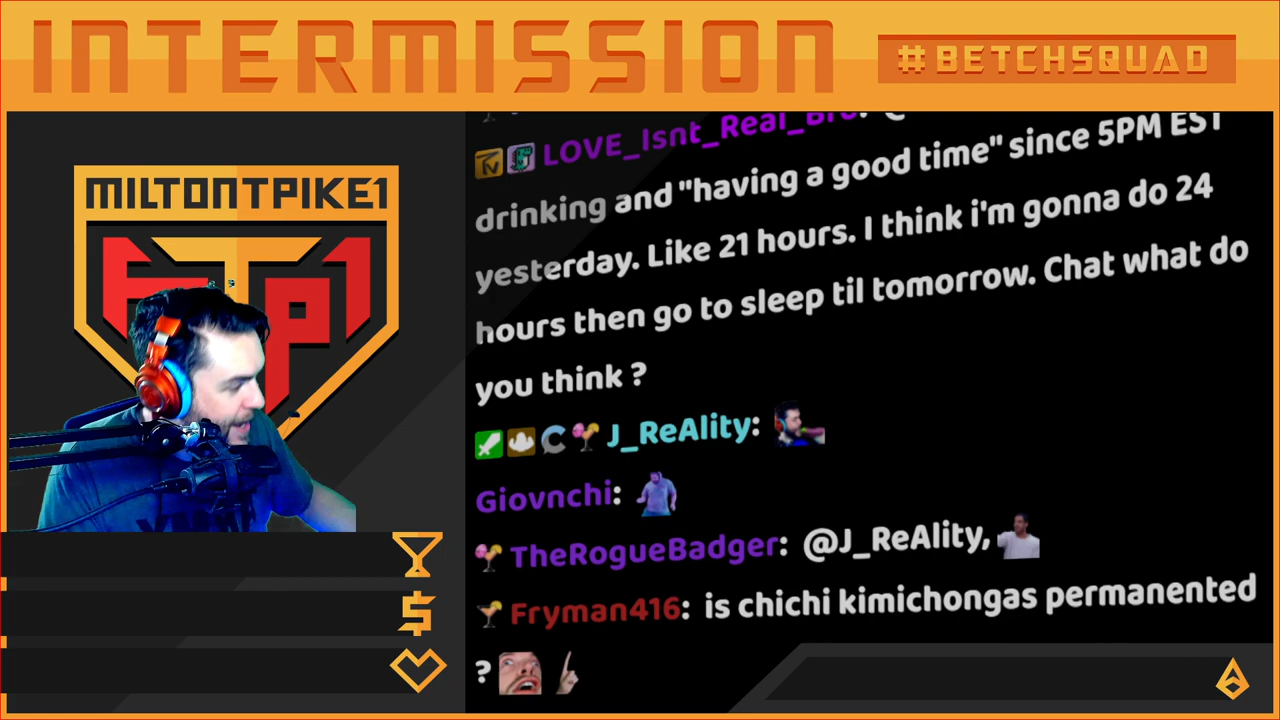 INTERMISSION
#BETCHSQUAD
MILTONTPIKE1
LOVE_Isnt_Real_Bro:
drinking and "having a good time" since 5PM EST
yesterday. Like 21 hours. I think i'm gonna do 24
hours then go to sleep til tomorrow. Chat what do
you think ?
J_ReAlity:
Giovnchi:
TheRogueBadger: @J_ReAlity,
Fryman416: is chichi kimichongas permanented
?